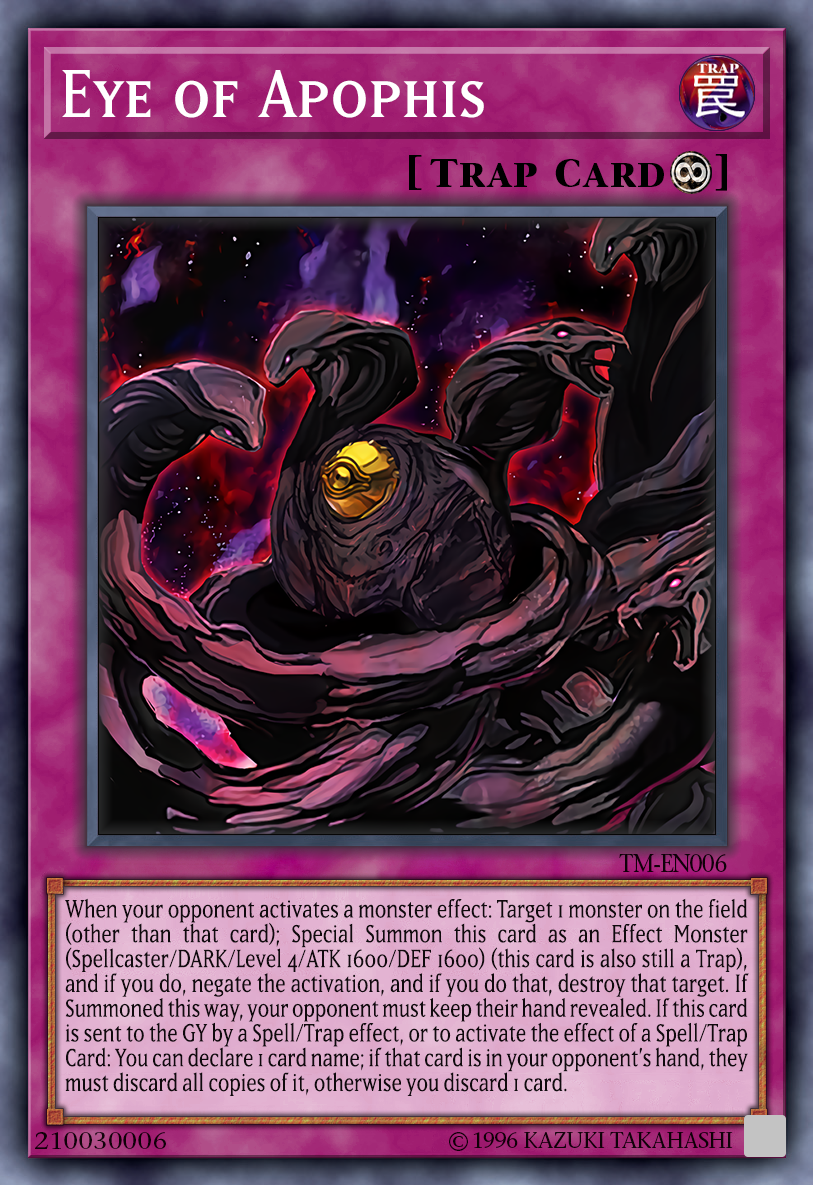 EYE OF APOPHIS
TRAP
罠
[TRAP CARD∞]
TM-EN006
When your opponent activates a monster effect: Target 1 monster on the field
(other than that card); Special Summon this card as an Effect Monster
(Spellcaster/DARK/Level 4/ATK 1600/DEF 1600) (this card is also still a Trap),
and if you do, negate the activation, and if you do that, destroy that target. If
Summoned this way, your opponent must keep their hand revealed. If this card
is sent to the GY by a Spell/Trap effect, or to activate the effect of a Spell/Trap
Card: You can declare 1 card name; if that card is in your opponent's hand, they
must discard all copies of it, otherwise you discard 1 card.
210030006
© 1996 KAZUKI TAKAHASHI